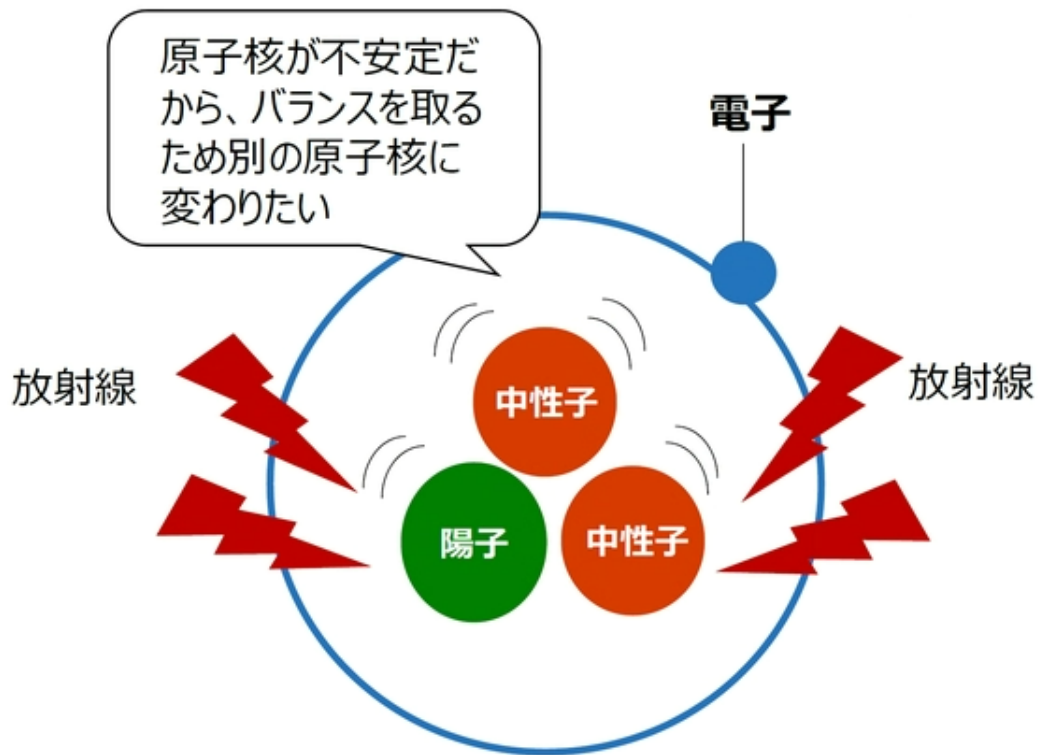 原子核が不安定だ
から、バランスを取る
ため別の原子核に
変わりたい
電子
放射線
放射線
中性子
陽子
中性子